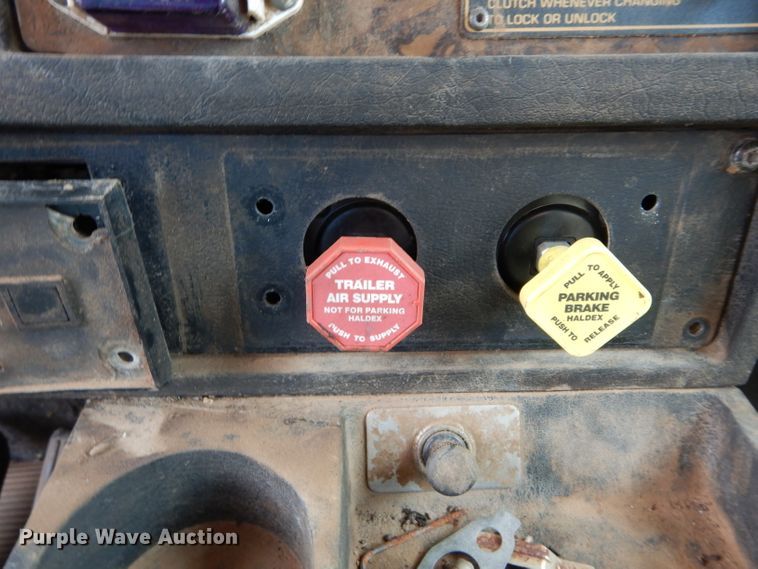 CLUTCH WHENEVER CHANGING
TO LOCK OR UNLOCK
PULL TO EXHAUST
TRAILER
AIR SUPPLY
NOT FOR PARKING
HALDEX
PUSH TO SUPPLY
PULL TO APPLY
PARKING
BRAKE
HALDEX
PUSH TO RELEASE
Purple Wave Auction